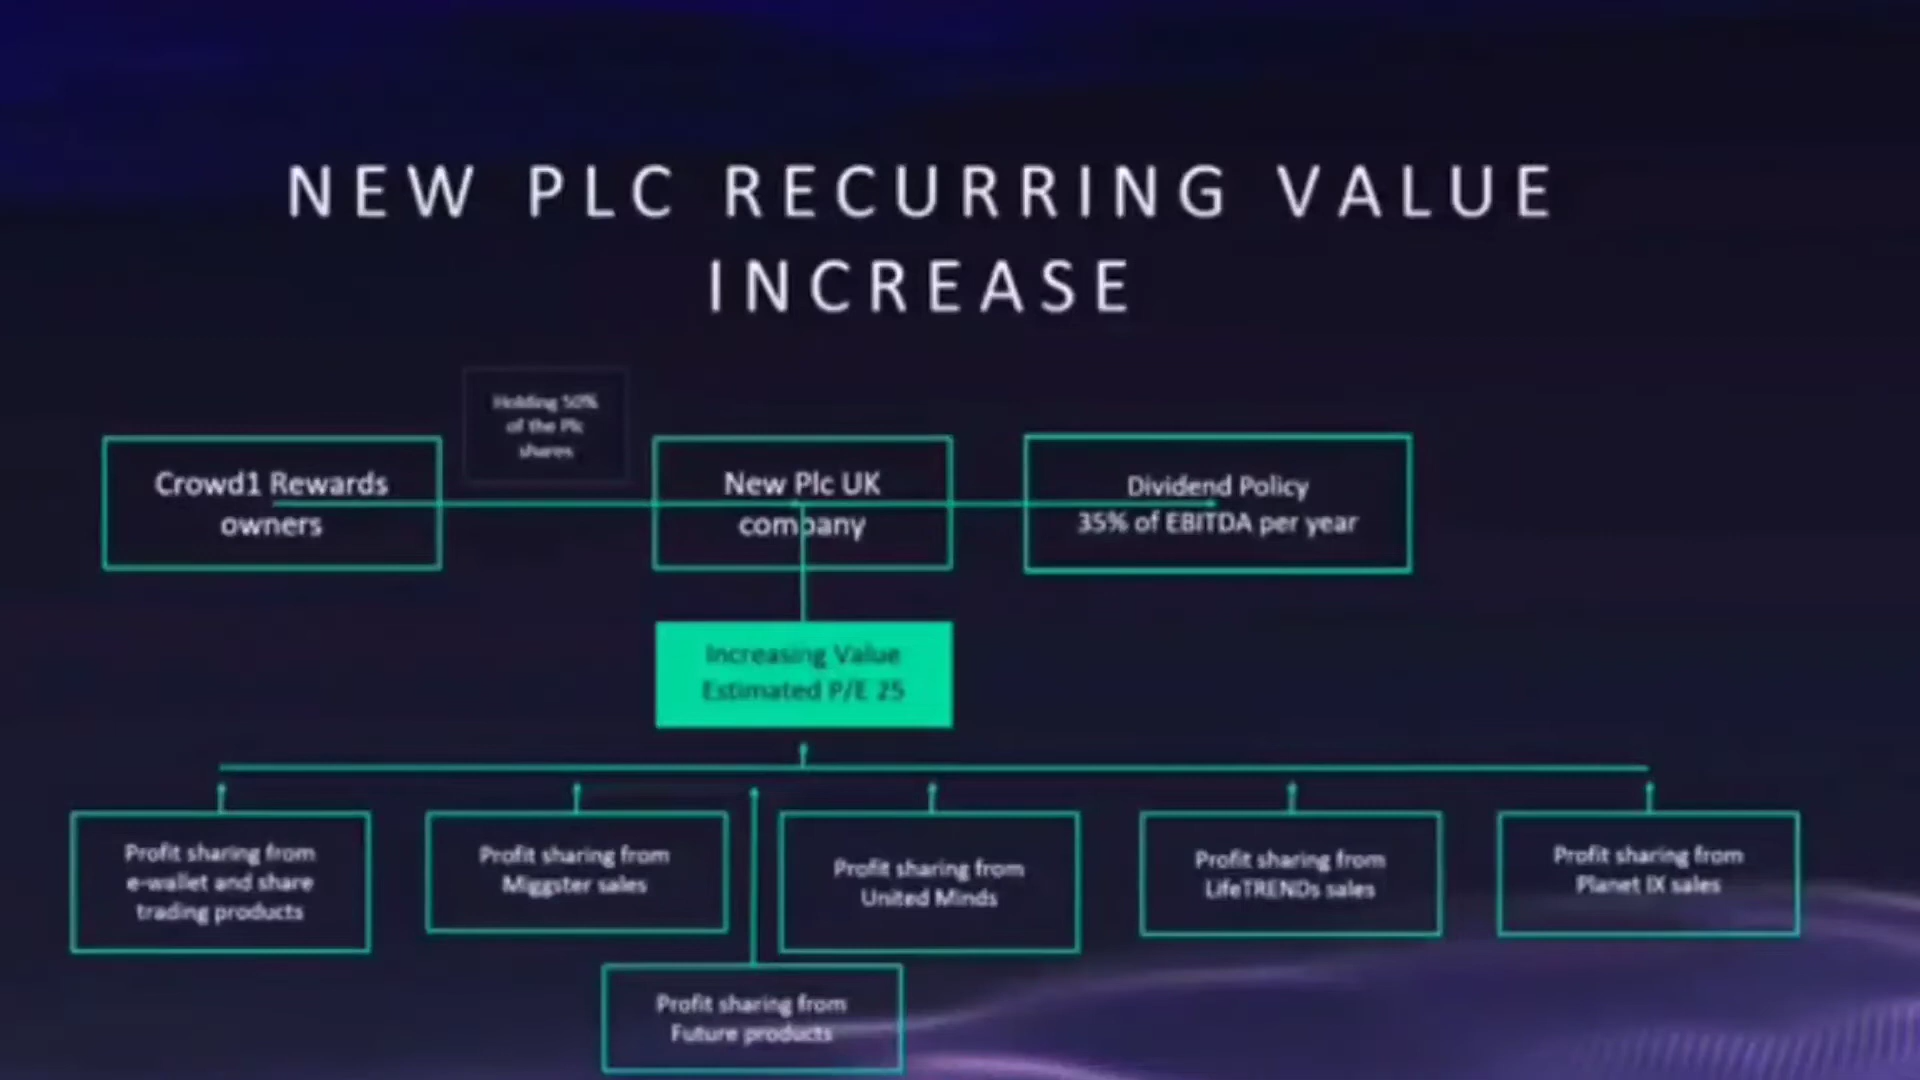 NEW PLC RECURRING VALUE
INCREASE
Holding 50%
of the Plc
shares
Crowd1 Rewards
owners
New Plc UK
company
Dividend Policy
35% of EBITDA per year
Increasing Value
Estimated P/E 25
Profit sharing from
e-wallet and share
trading products
Profit sharing from
Miggster sales
Profit sharing from
United Minds
Profit sharing from
LifeTRENDs sales
Profit sharing from
Planet IX sales
Profit sharing from
Future products